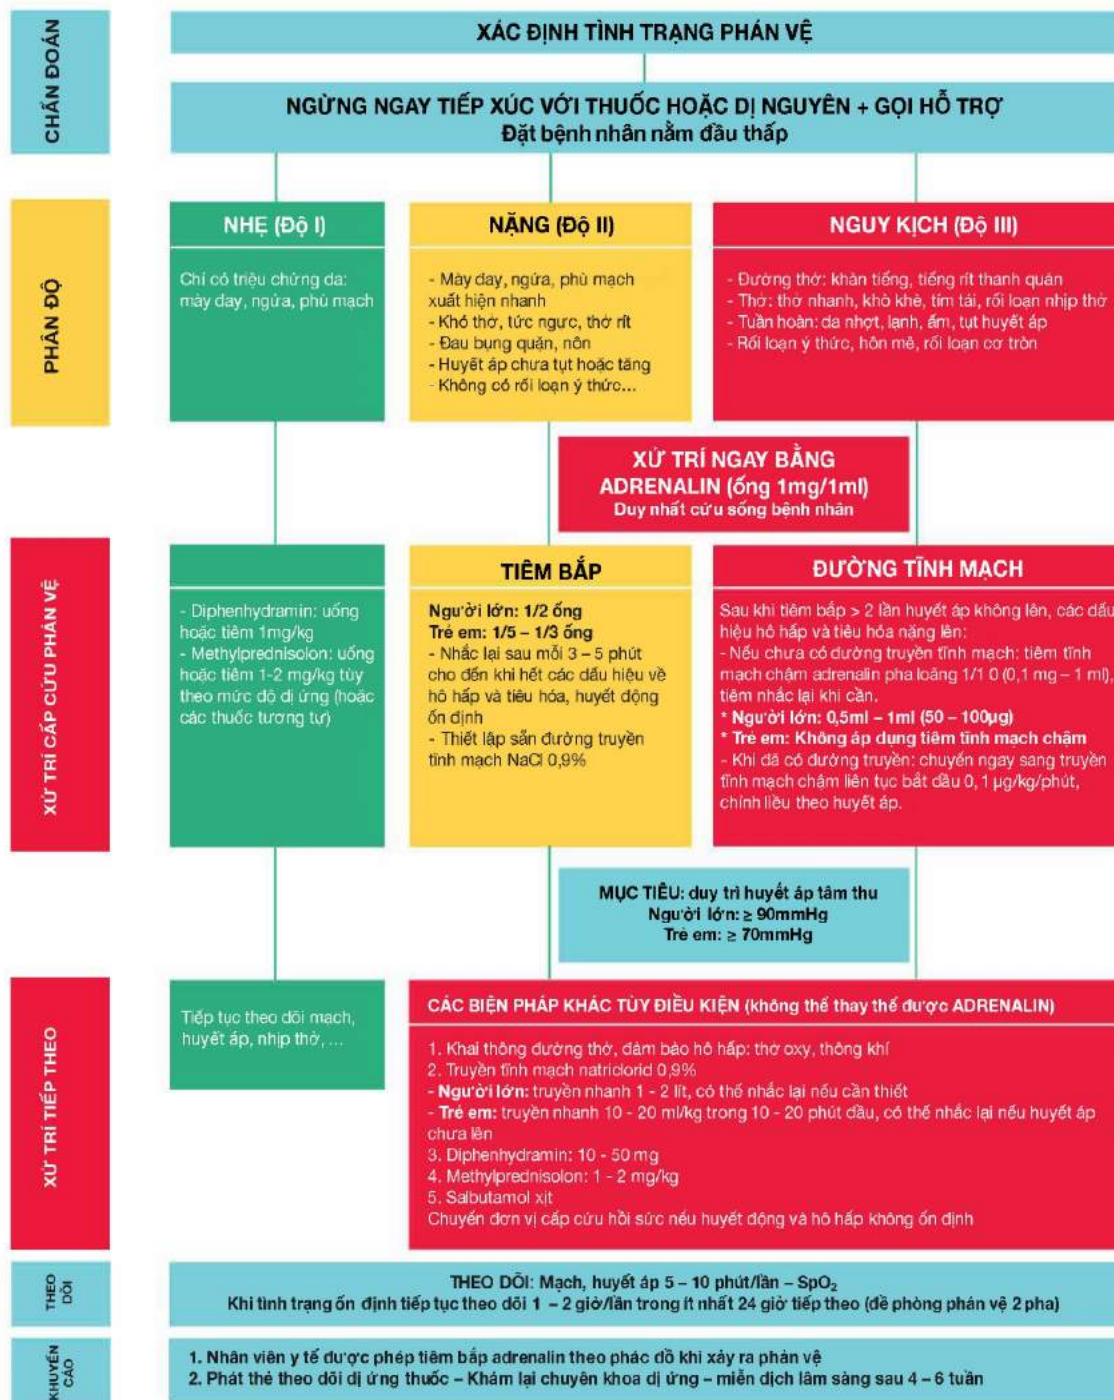 CHẨN ĐOÁN
XÁC ĐỊNH TÌNH TRẠNG PHẢN VỆ
NGỪNG NGAY TIẾP XÚC VỚI THUỐC HOẶC DỊ NGUYÊN + GỌI HỖ TRỢ
Đặt bệnh nhân nằm đầu thấp
PHÂN ĐỘ
NHẸ (Độ I)
Chỉ có triệu chứng da:
mày đay, ngứa, phù mạch
NẶNG (Độ II)
- Mày đay, ngứa, phù mạch
xuất hiện nhanh
- Khó thở, tức ngực, thở rít
- Đau bụng quặn, nôn
- Huyết áp chưa tụt hoặc tăng
- Không có rối loạn ý thức...
NGUY KỊCH (Độ III)
- Đường thở: khàn tiếng, tiếng rít thanh quản
- Thở: thở nhanh, khò khè, tím tái, rối loạn nhịp thở
- Tuần hoàn: da nhợt, lạnh, ẩm, tụt huyết áp
- Rối loạn ý thức, hôn mê, rối loạn cơ tròn
XỬ TRÍ NGAY BẰNG
ADRENALIN (ống 1mg/1ml)
Duy nhất cứu sống bệnh nhân
XỬ TRÍ CẤP CỨU PHẢN VỆ
- Diphenhydramin: uống
hoặc tiêm 1mg/kg
- Methylprednisolon: uống
hoặc tiêm 1-2 mg/kg tùy
theo mức độ dị ứng (hoặc
các thuốc tương tự)
TIÊM BẮP
Người lớn: 1/2 ống
Trẻ em: 1/5 – 1/3 ống
- Nhắc lại sau mỗi 3 – 5 phút
cho đến khi hết các dấu hiệu về
hô hấp và tiêu hóa, huyết động
ổn định
- Thiết lập sẵn đường truyền
tĩnh mạch NaCl 0,9%
ĐƯỜNG TĨNH MẠCH
Sau khi tiêm bắp > 2 lần huyết áp không lên, các dấu
hiệu hô hấp và tiêu hóa nặng lên:
- Nếu chưa có đường truyền tĩnh mạch: tiêm tĩnh
mạch chậm adrenalin pha loãng 1/1 0 (0,1 mg – 1 ml),
tiêm nhắc lại khi cần.
* Người lớn: 0,5ml – 1ml (50 – 100µg)
* Trẻ em: Không áp dụng tiêm tĩnh mạch chậm
- Khi đã có đường truyền: chuyển ngay sang truyền
tĩnh mạch chậm liên tục bắt đầu 0, 1 µg/kg/phút,
chỉnh liều theo huyết áp.
MỤC TIÊU: duy trì huyết áp tâm thu
Người lớn: ≥ 90mmHg
Trẻ em: ≥ 70mmHg
XỬ TRÍ TIẾP THEO
Tiếp tục theo dõi mạch,
huyết áp, nhịp thở, ...
CÁC BIỆN PHÁP KHÁC TÙY ĐIỀU KIỆN (không thể thay thế được ADRENALIN)
1. Khai thông đường thở, đảm bảo hô hấp: thở oxy, thông khí
2. Truyền tĩnh mạch natriclorid 0,9%
- Người lớn: truyền nhanh 1 - 2 lít, có thể nhắc lại nếu cần thiết
- Trẻ em: truyền nhanh 10 - 20 ml/kg trong 10 - 20 phút đầu, có thể nhắc lại nếu huyết áp
chưa lên
3. Diphenhydramin: 10 - 50 mg
4. Methylprednisolon: 1 - 2 mg/kg
5. Salbutamol xịt
Chuyển đơn vị cấp cứu hồi sức nếu huyết động và hô hấp không ổn định
THEO
DÕI
THEO DÕI: Mạch, huyết áp 5 – 10 phút/lần – SpO₂
Khi tình trạng ổn định tiếp tục theo dõi 1 – 2 giờ/lần trong ít nhất 24 giờ tiếp theo (đề phòng phản vệ 2 pha)
KHUYẾN
CÁO
1. Nhân viên y tế được phép tiêm bắp adrenalin theo phác đồ khi xảy ra phản vệ
2. Phát thẻ theo dõi dị ứng thuốc – Khám lại chuyên khoa dị ứng – miễn dịch lâm sàng sau 4 – 6 tuần